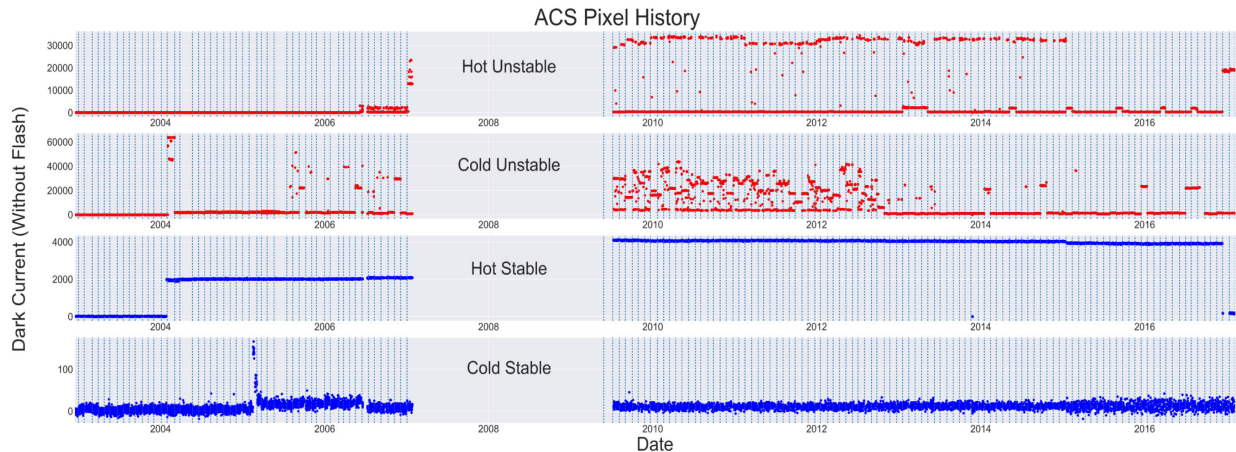 ACS Pixel History
Dark Current (Without Flash)
30000
20000
10000
0
Hot Unstable
2004 2006 2008 2010 2012 2014 2016
60000
40000
20000
0
Cold Unstable
2004 2006 2008 2010 2012 2014 2016
4000
2000
0
Hot Stable
2004 2006 2008 2010 2012 2014 2016
100
0
Cold Stable
2004 2006 2008 2010 2012 2014 2016
Date